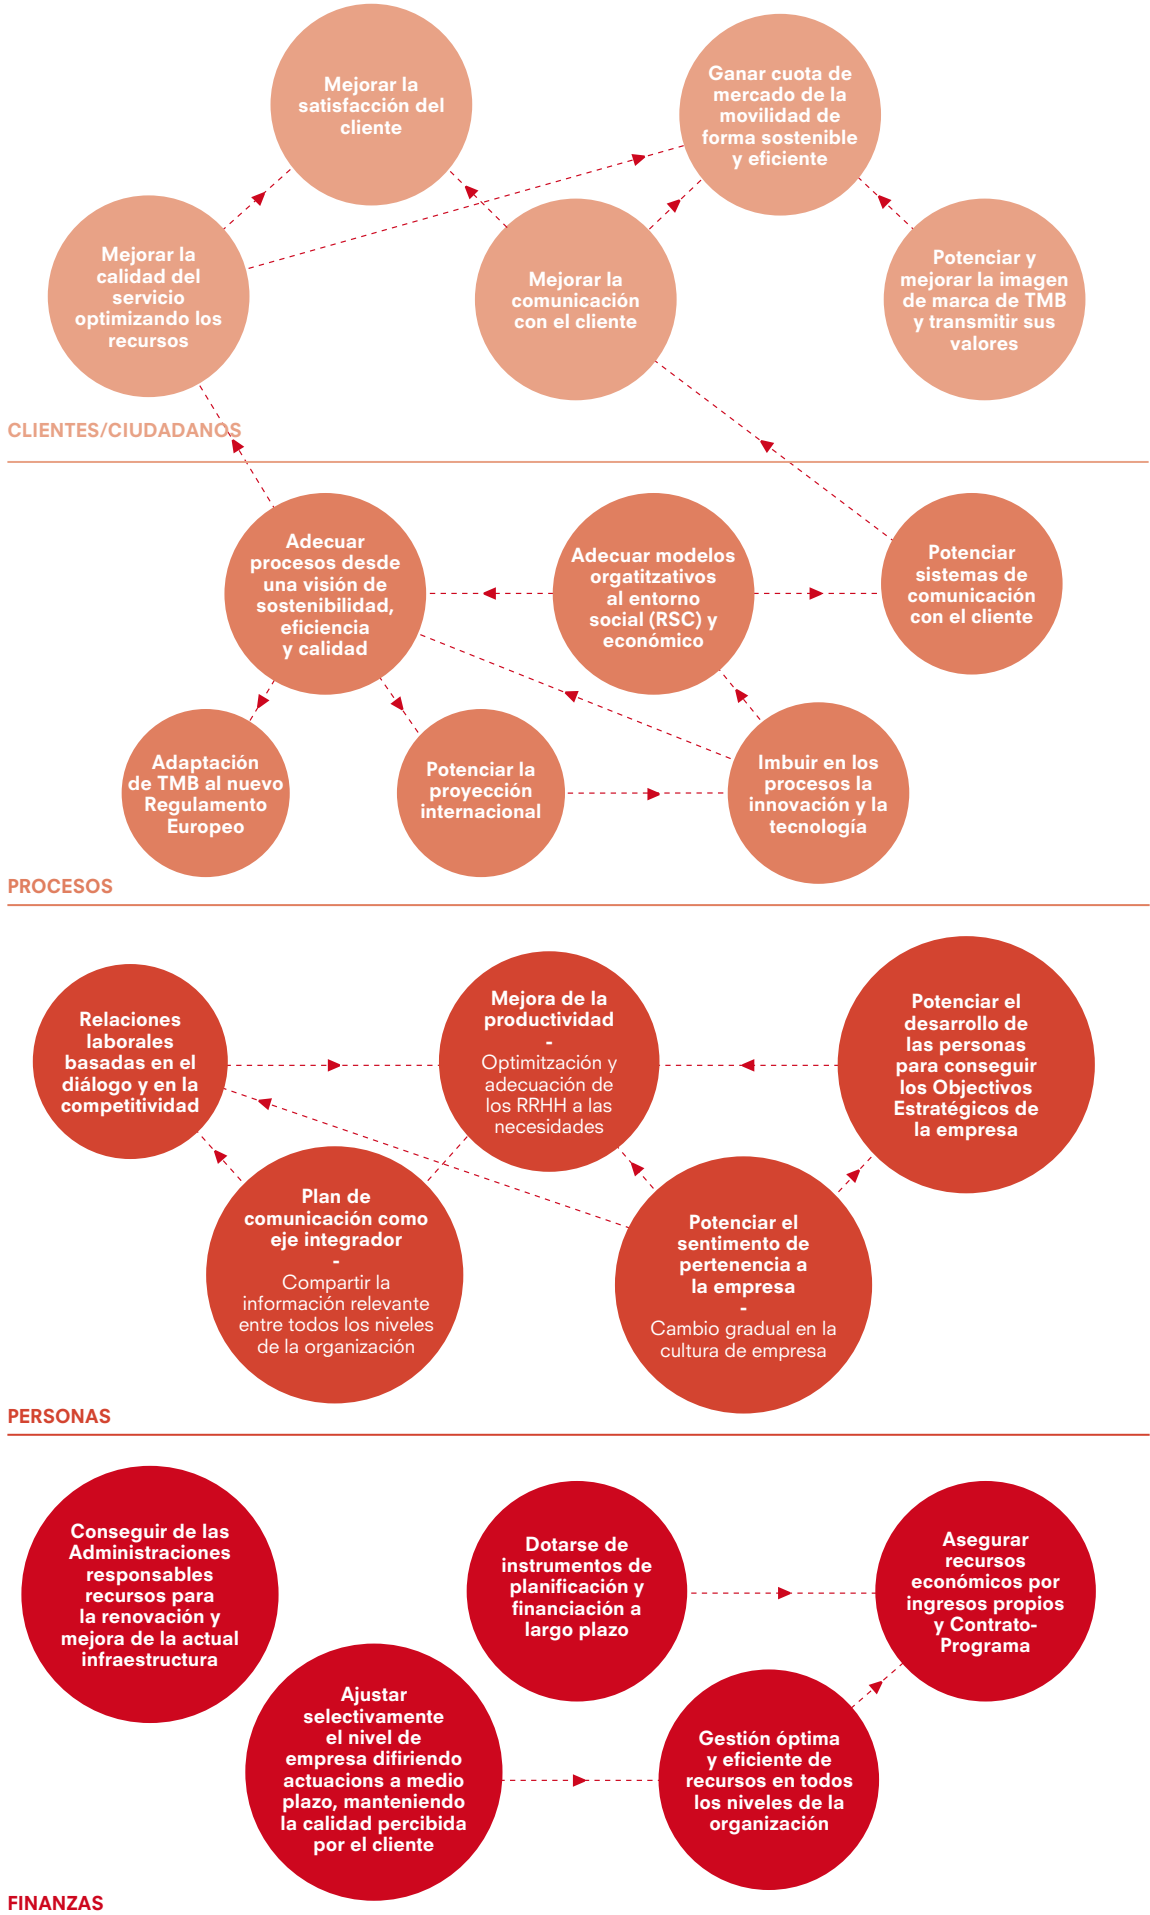 Mejorar la
satisfacción del
cliente
Ganar cuota de
mercado de la
movilidad de
forma sostenible
y eficiente
Mejorar la
calidad del
servicio
optimizando los
recursos
Mejorar la
comunicación
con el cliente
Potenciar y
mejorar la imagen
de marca de TMB
y transmitir sus
valores
CLIENTES/CIUDADANOS
Adecuar
procesos desde
una visión de
sostenibilidad,
eficiencia
y calidad
Adecuar modelos
orgatitzativos
al entorno
social (RSC) y
económico
Potenciar
sistemas de
comunicación
con el cliente
Adaptación
de TMB al nuevo
Regulamento
Europeo
Potenciar la
proyección
internacional
Imbuir en los
procesos la
innovación y la
tecnología
PROCESOS
Relaciones
laborales
basadas en el
diálogo y en la
competitividad
Mejora de la
productividad
-
Optimitzación y
adecuación de
los RRHH a las
necesidades
Potenciar el
desarrollo de
las personas
para conseguir
los Objectivos
Estratégicos de
la empresa
Plan de
comunicación como
eje integrador
-
Compartir la
información relevante
entre todos los niveles
de la organización
Potenciar el
sentimento de
pertenencia a
la empresa
-
Cambio gradual en la
cultura de empresa
PERSONAS
Conseguir de las
Administraciones
responsables
recursos para
la renovación y
mejora de la actual
infraestructura
Dotarse de
instrumentos de
planificación y
financiación a
largo plazo
Asegurar
recursos
económicos por
ingresos propios
y Contrato-
Programa
Ajustar
selectivamente
el nivel de
empresa difiriendo
actuacions a medio
plazo, manteniendo
la calidad percibida
por el cliente
Gestión óptima
y eficiente de
recursos en todos
los niveles de la
organización
FINANZAS